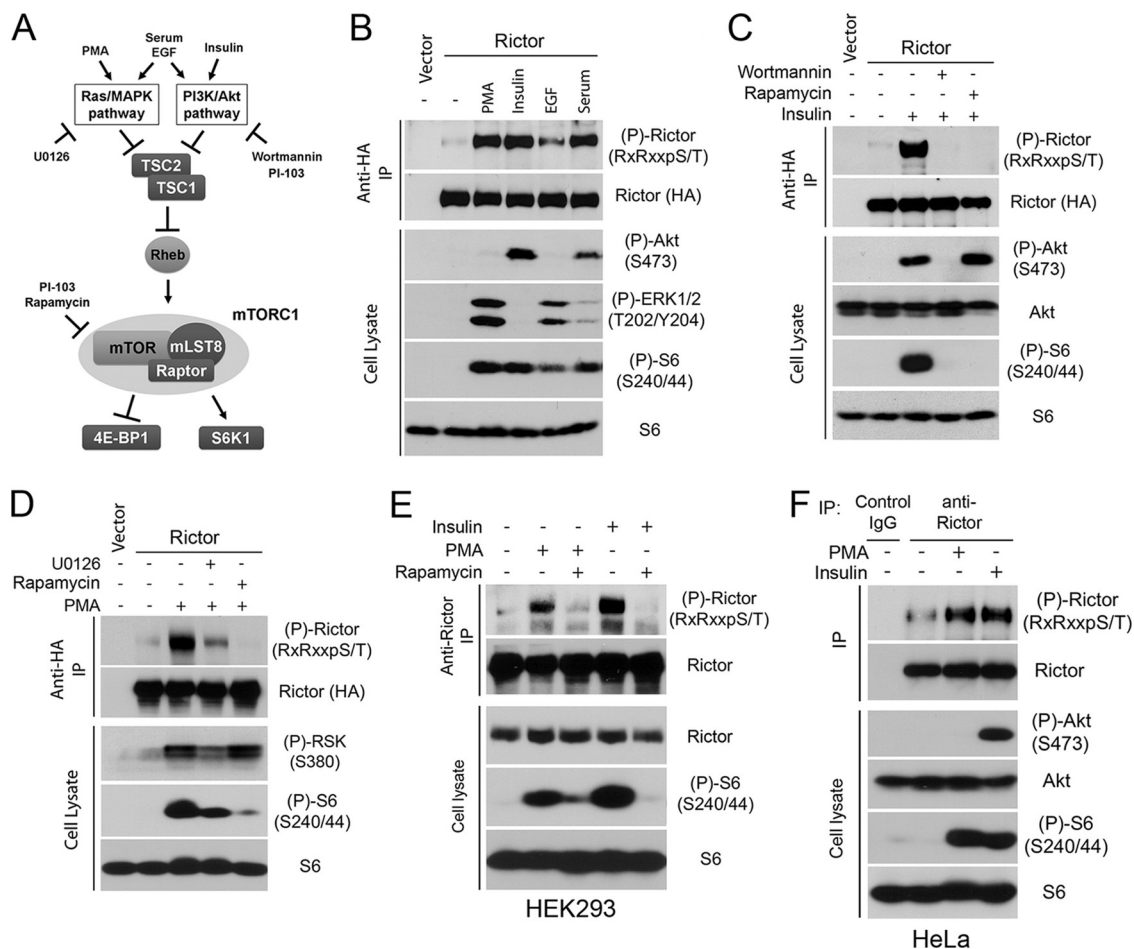 A
PMA
Serum
EGF
Insulin
Ras/MAPK
pathway
PI3K/Akt
pathway
U0126
Wortmannin
PI-103
TSC2
TSC1
Rheb
PI-103
Rapamycin
mTORC1
mTOR
mLST8
Raptor
4E-BP1
S6K1
B
Vector
Rictor
- - PMA Insulin EGF Serum
Anti-HA
IP
(P)-Rictor
(RxRxxpS/T)
Rictor (HA)
Cell Lysate
(P)-Akt
(S473)
(P)-ERK1/2
(T202/Y204)
(P)-S6
(S240/44)
S6
C
Vector
Rictor
Wortmannin - - - + -
Rapamycin - - - - +
Insulin - - + + +
Anti-HA
IP
(P)-Rictor
(RxRxxpS/T)
Rictor (HA)
Cell Lysate
(P)-Akt
(S473)
Akt
(P)-S6
(S240/44)
S6
D
Vector
Rictor
U0126 - - - + -
Rapamycin - - - - +
PMA - - + + +
Anti-HA
IP
(P)-Rictor
(RxRxxpS/T)
Rictor (HA)
Cell Lysate
(P)-RSK
(S380)
(P)-S6
(S240/44)
S6
E
Insulin - - - + +
PMA - + + - -
Rapamycin - - + - +
Anti-Rictor
IP
(P)-Rictor
(RxRxxpS/T)
Rictor
Cell lysate
Rictor
(P)-S6
(S240/44)
S6
HEK293
F
IP:
Control
IgG
anti-
Rictor
PMA - - + -
Insulin - - - +
IP
(P)-Rictor
(RxRxxpS/T)
Rictor
Cell lysate
(P)-Akt
(S473)
Akt
(P)-S6
(S240/44)
S6
HeLa